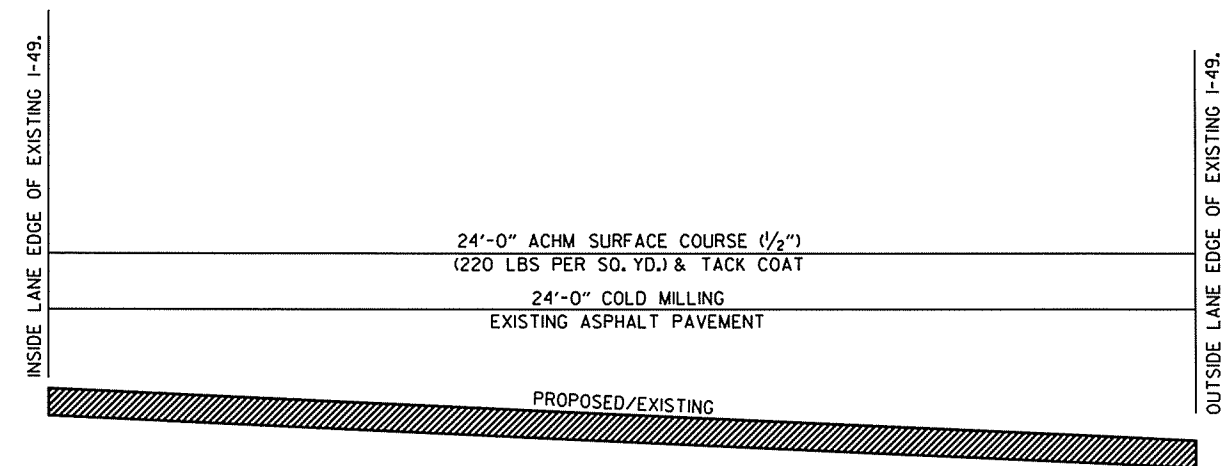 INSIDE LANE EDGE OF EXISTING I-49.
24'-0" ACHM SURFACE COURSE (1/2")
(220 LBS PER SQ. YD.) & TACK COAT
24'-0" COLD MILLING
EXISTING ASPHALT PAVEMENT
PROPOSED/EXISTING
OUTSIDE LANE EDGE OF EXISTING I-49.